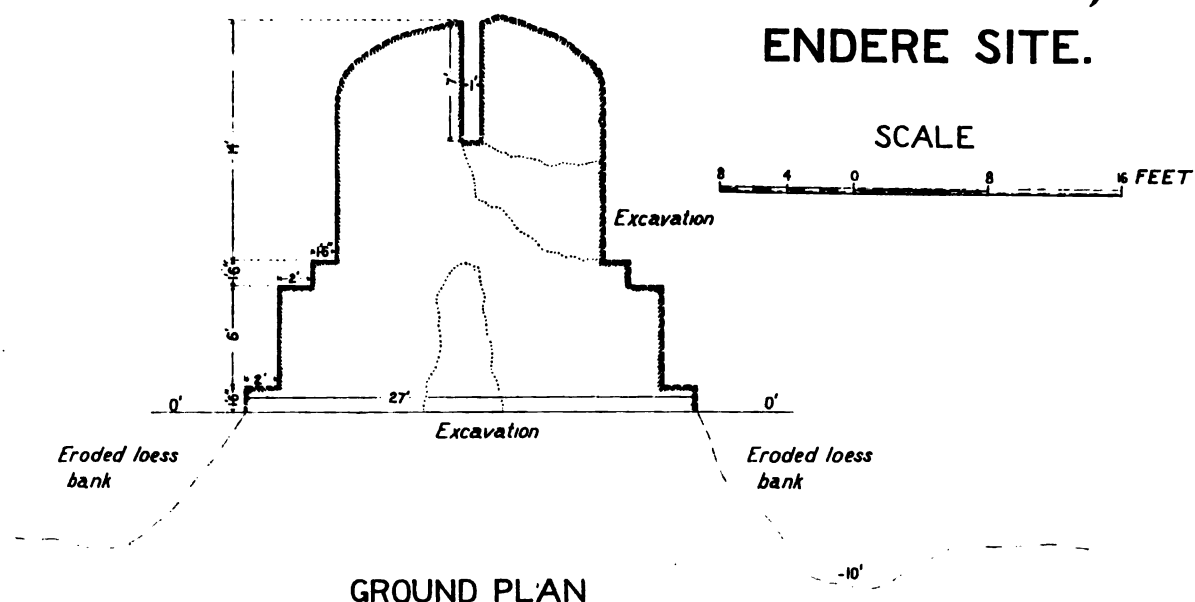 ENDERE SITE.
SCALE
8 4 0 8 16 FEET
7'
1'
14'
Excavation
1'6"
1'6"
2'
6'
2'
1'6"
27'
0'
0'
Excavation
Eroded loess
bank
Eroded loess
bank
-10'
GROUND PLAN